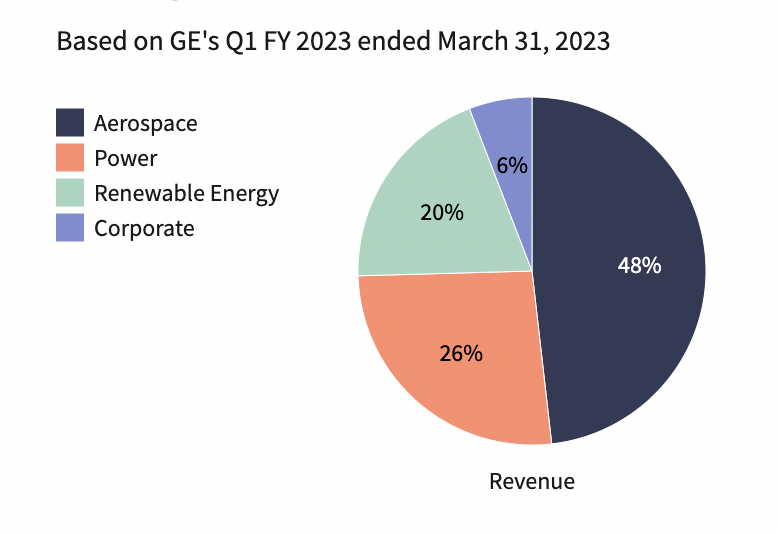 Based on GE's Q1 FY 2023 ended March 31, 2023
Aerospace
Power
Renewable Energy
Corporate
6%
20%
48%
26%
Revenue